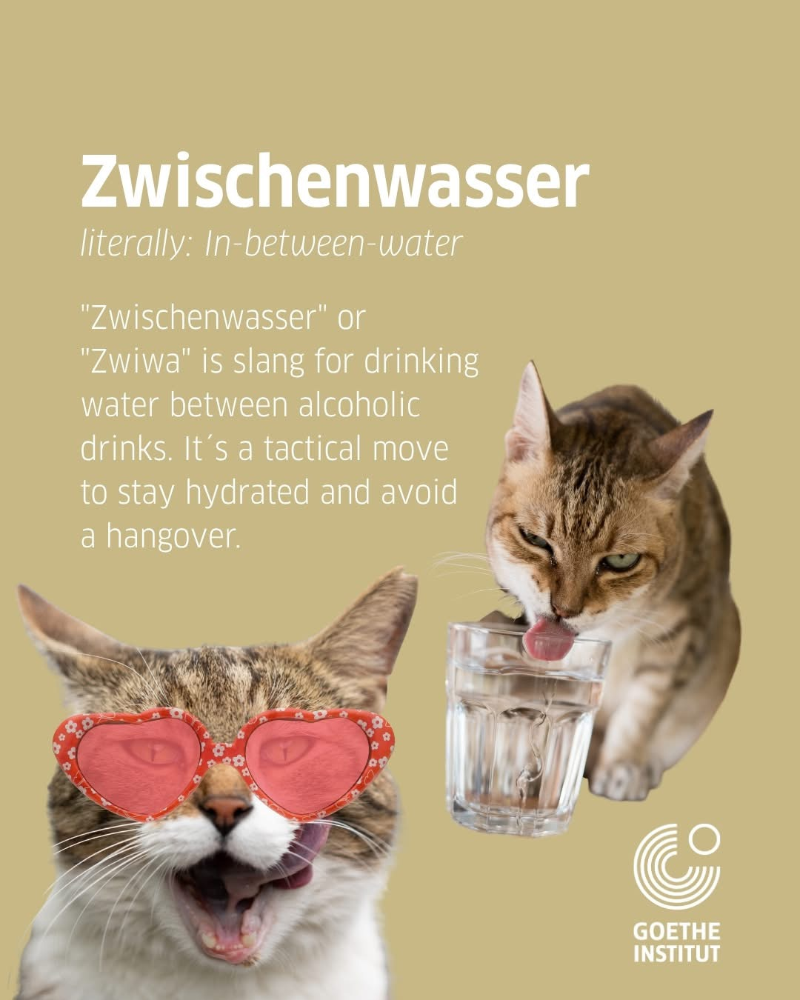 Zwischenwasser
literally: In-between-water
"Zwischenwasser" or
"Zwiwa" is slang for drinking
water between alcoholic
drinks. It´s a tactical move
to stay hydrated and avoid
a hangover.
GOETHE
INSTITUT